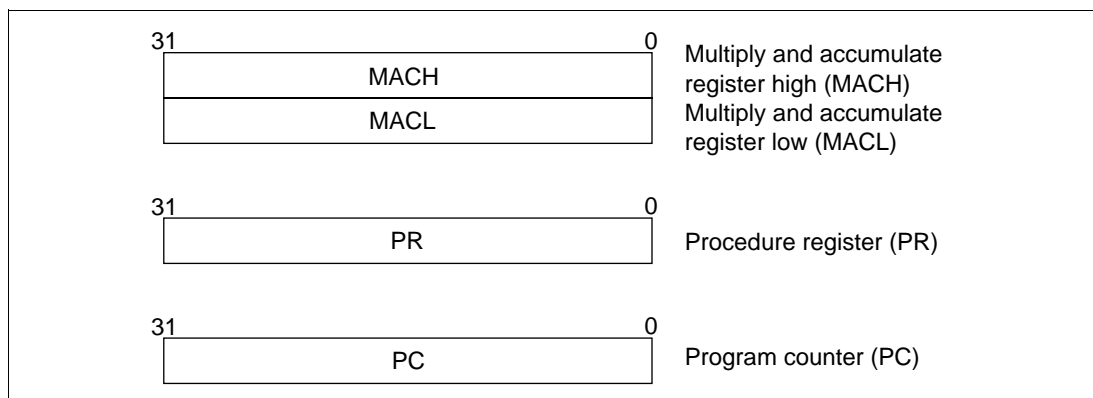 31 0
MACH
Multiply and accumulate
register high (MACH)
MACL
Multiply and accumulate
register low (MACL)
31 0
PR
Procedure register (PR)
31 0
PC
Program counter (PC)